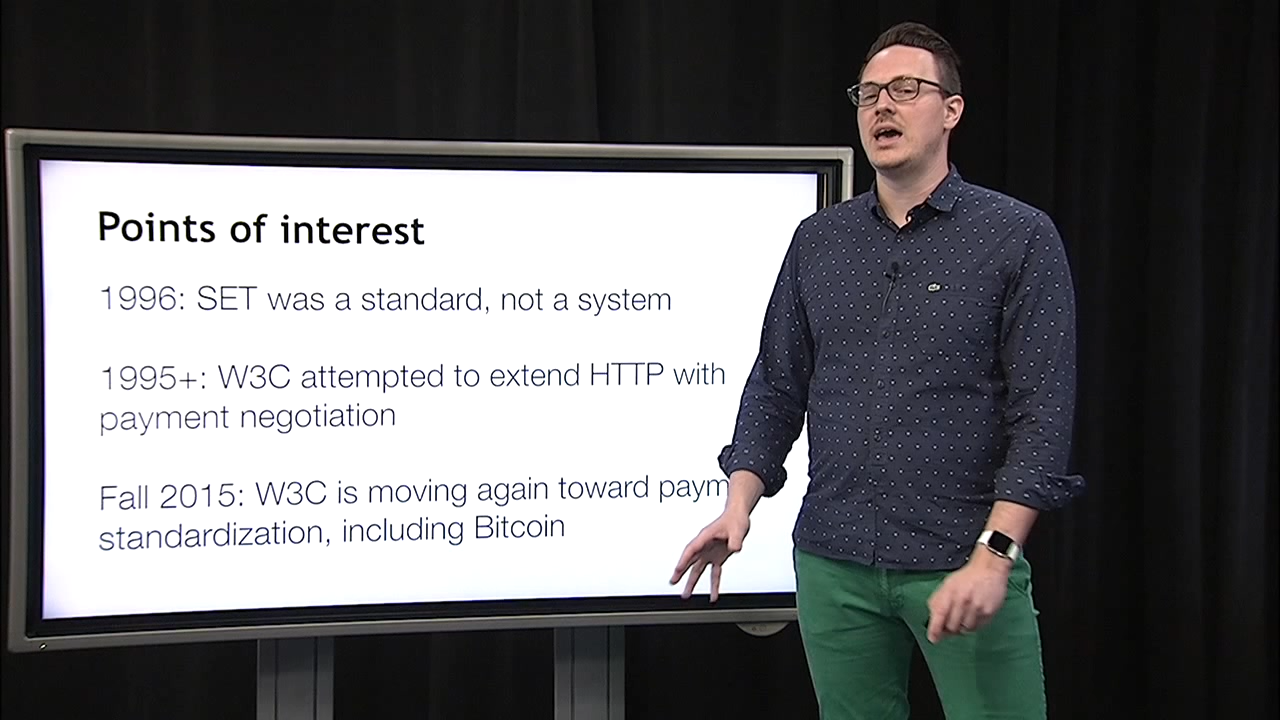 Points of interest
1996: SET was a standard, not a system
1995+: W3C attempted to extend HTTP with
payment negotiation
Fall 2015: W3C is moving again toward paym
standardization, including Bitcoin